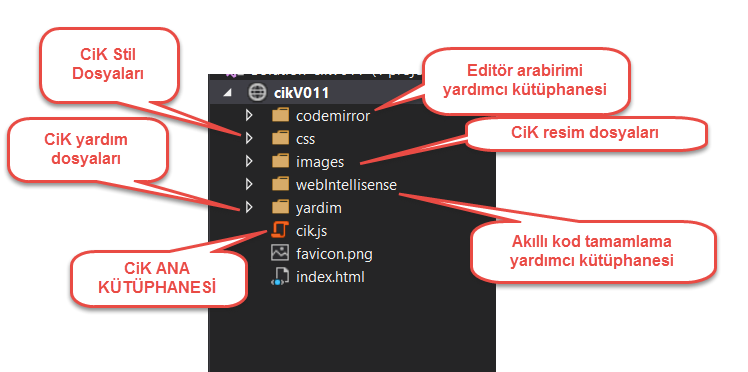 CiK Stil
Dosyaları
Editör arabirimi
yardımcı kütüphanesi
cikV011
codemirror
CiK yardım
dosyaları
css
CiK resim dosyaları
images
webIntellisense
yardim
cik.js
Akıllı kod tamamlama
yardımcı kütüphanesi
CiK ANA
KÜTÜPHANESİ
favicon.png
index.html